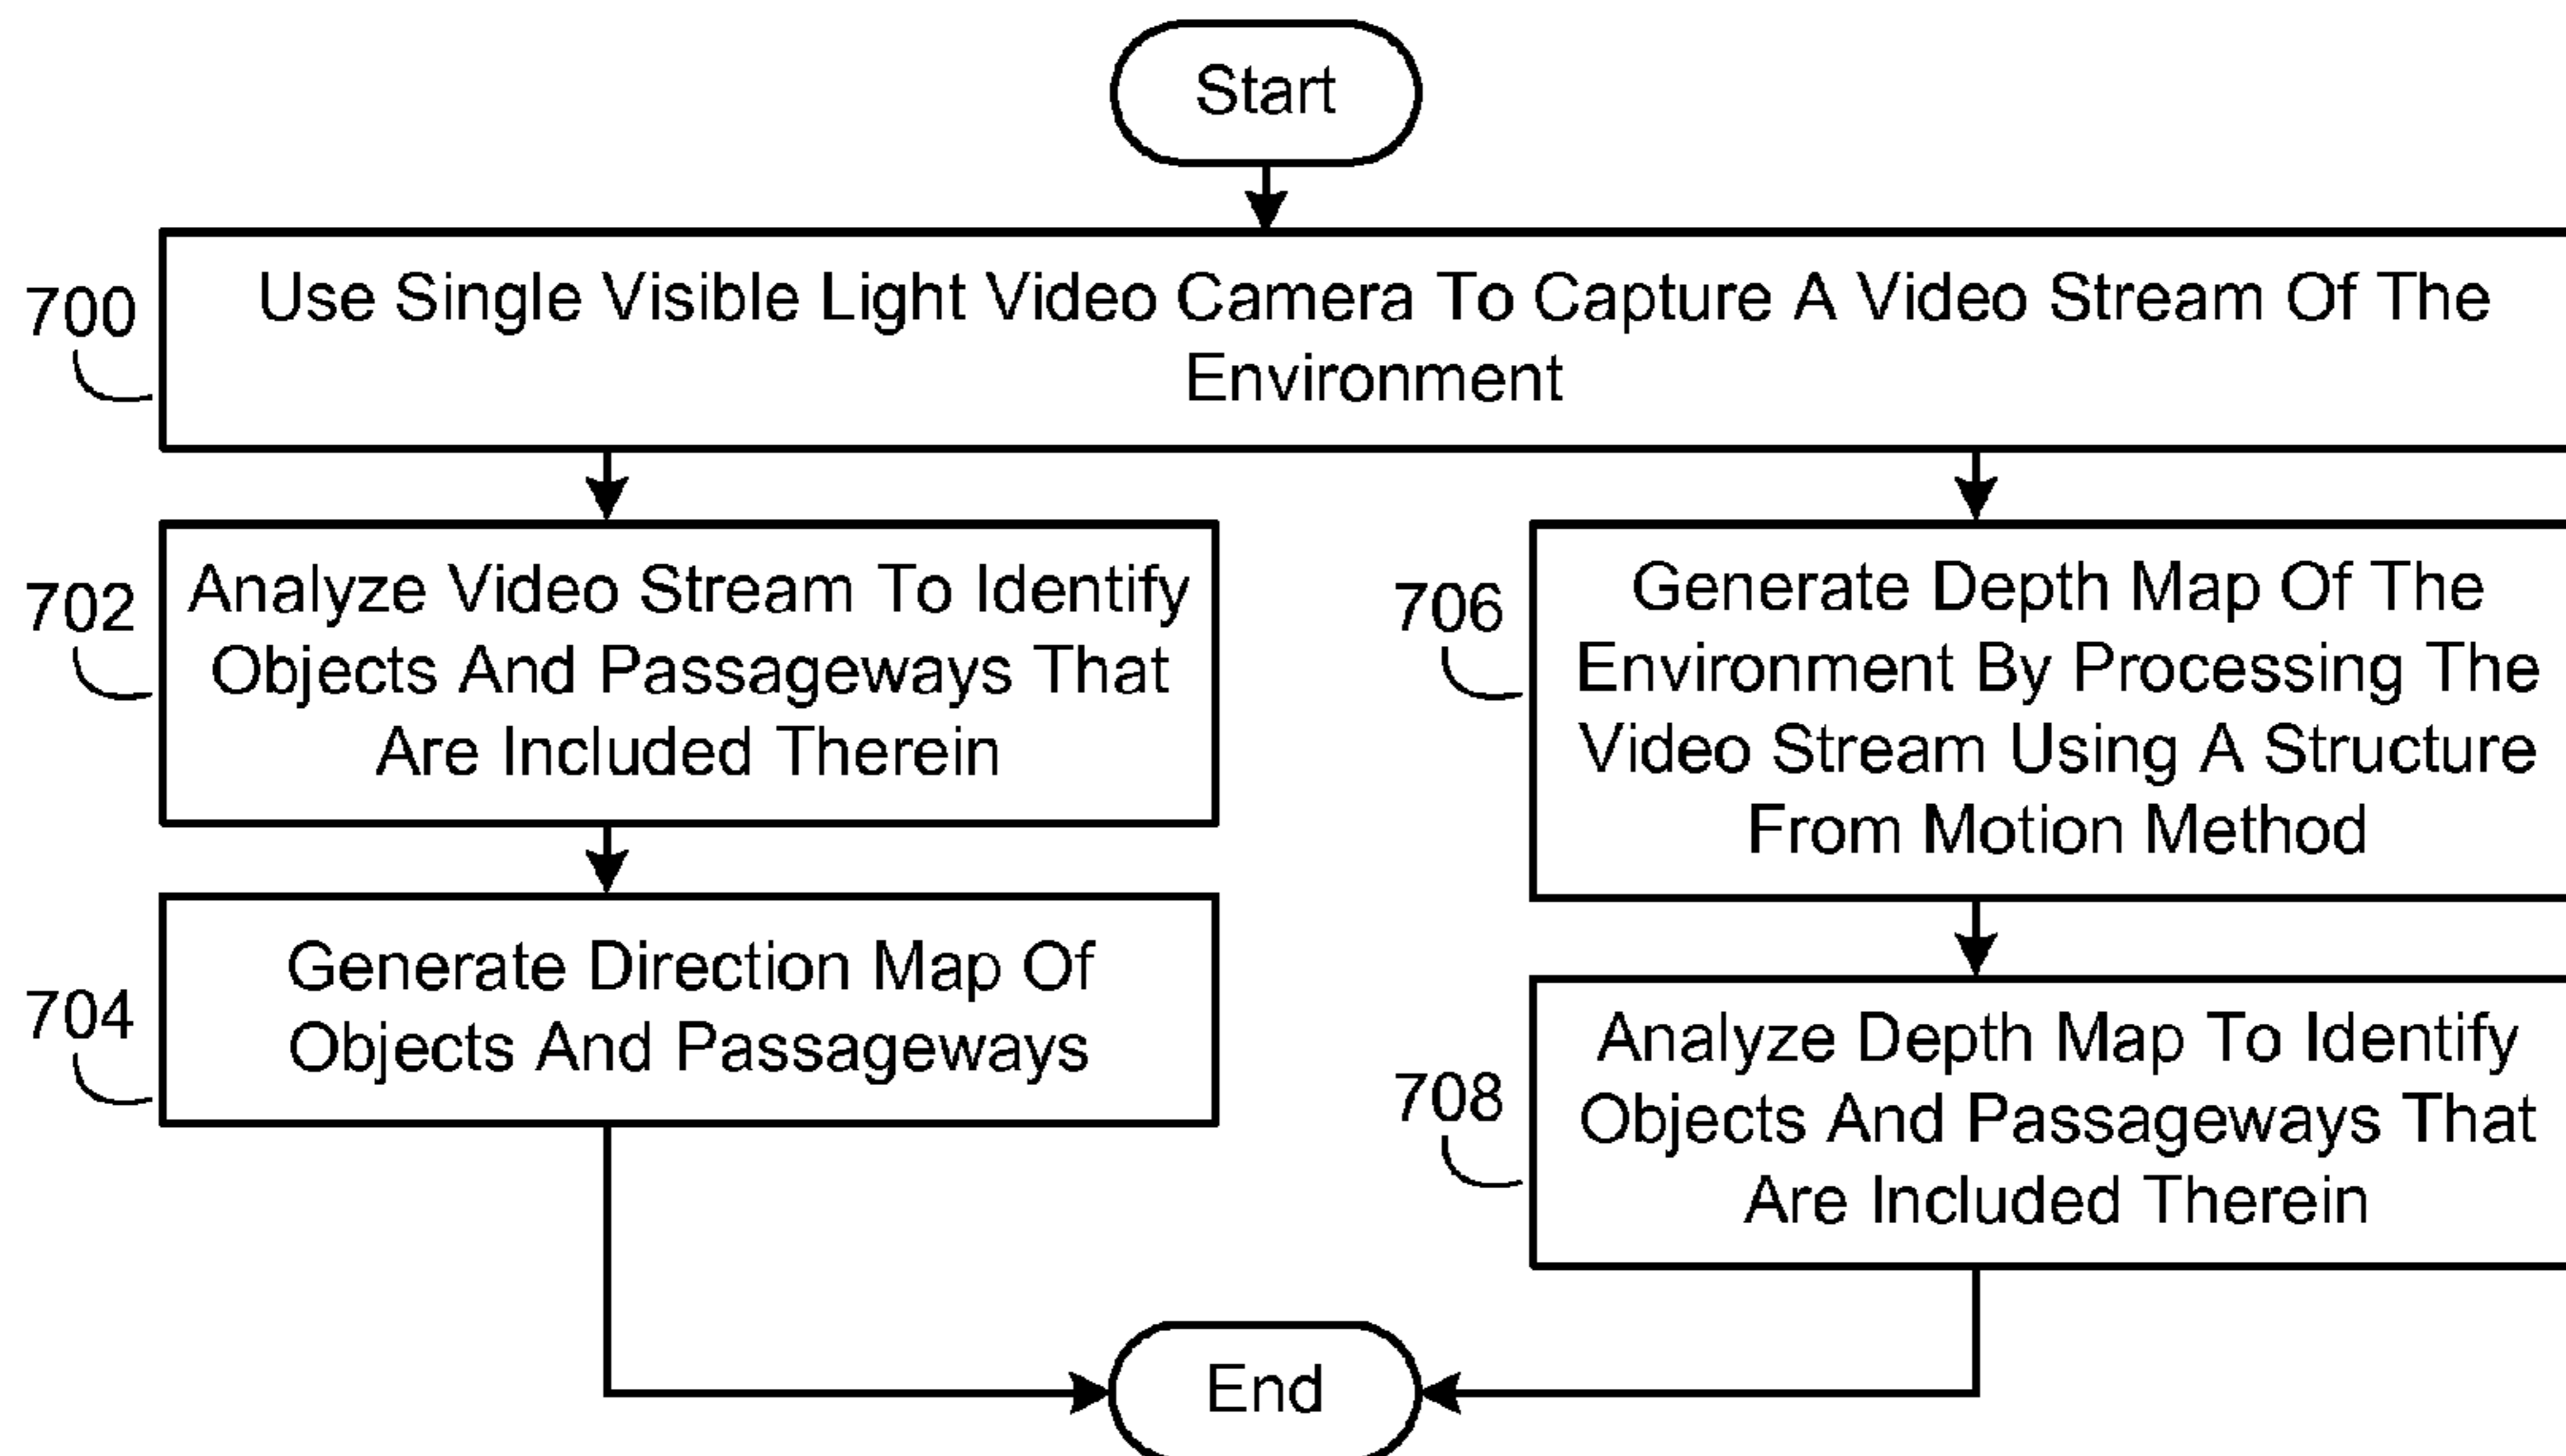 Start
700
Use Single Visible Light Video Camera To Capture A Video Stream Of The
Environment
702
Analyze Video Stream To Identify
Objects And Passageways That
Are Included Therein
704
Generate Direction Map Of
Objects And Passageways
706
Generate Depth Map Of The
Environment By Processing The
Video Stream Using A Structure
From Motion Method
708
Analyze Depth Map To Identify
Objects And Passageways That
Are Included Therein
End